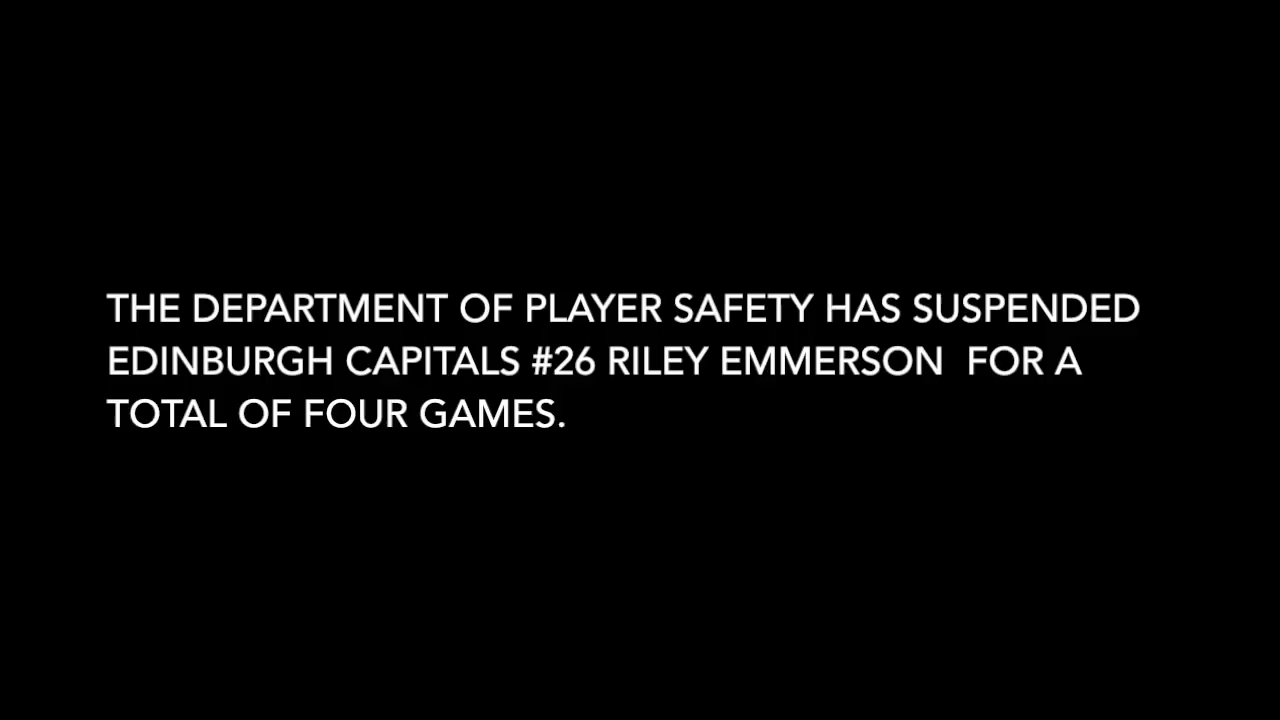 THE DEPARTMENT OF PLAYER SAFETY HAS SUSPENDED
EDINBURGH CAPITALS #26 RILEY EMMERSON  FOR A
TOTAL OF FOUR GAMES.